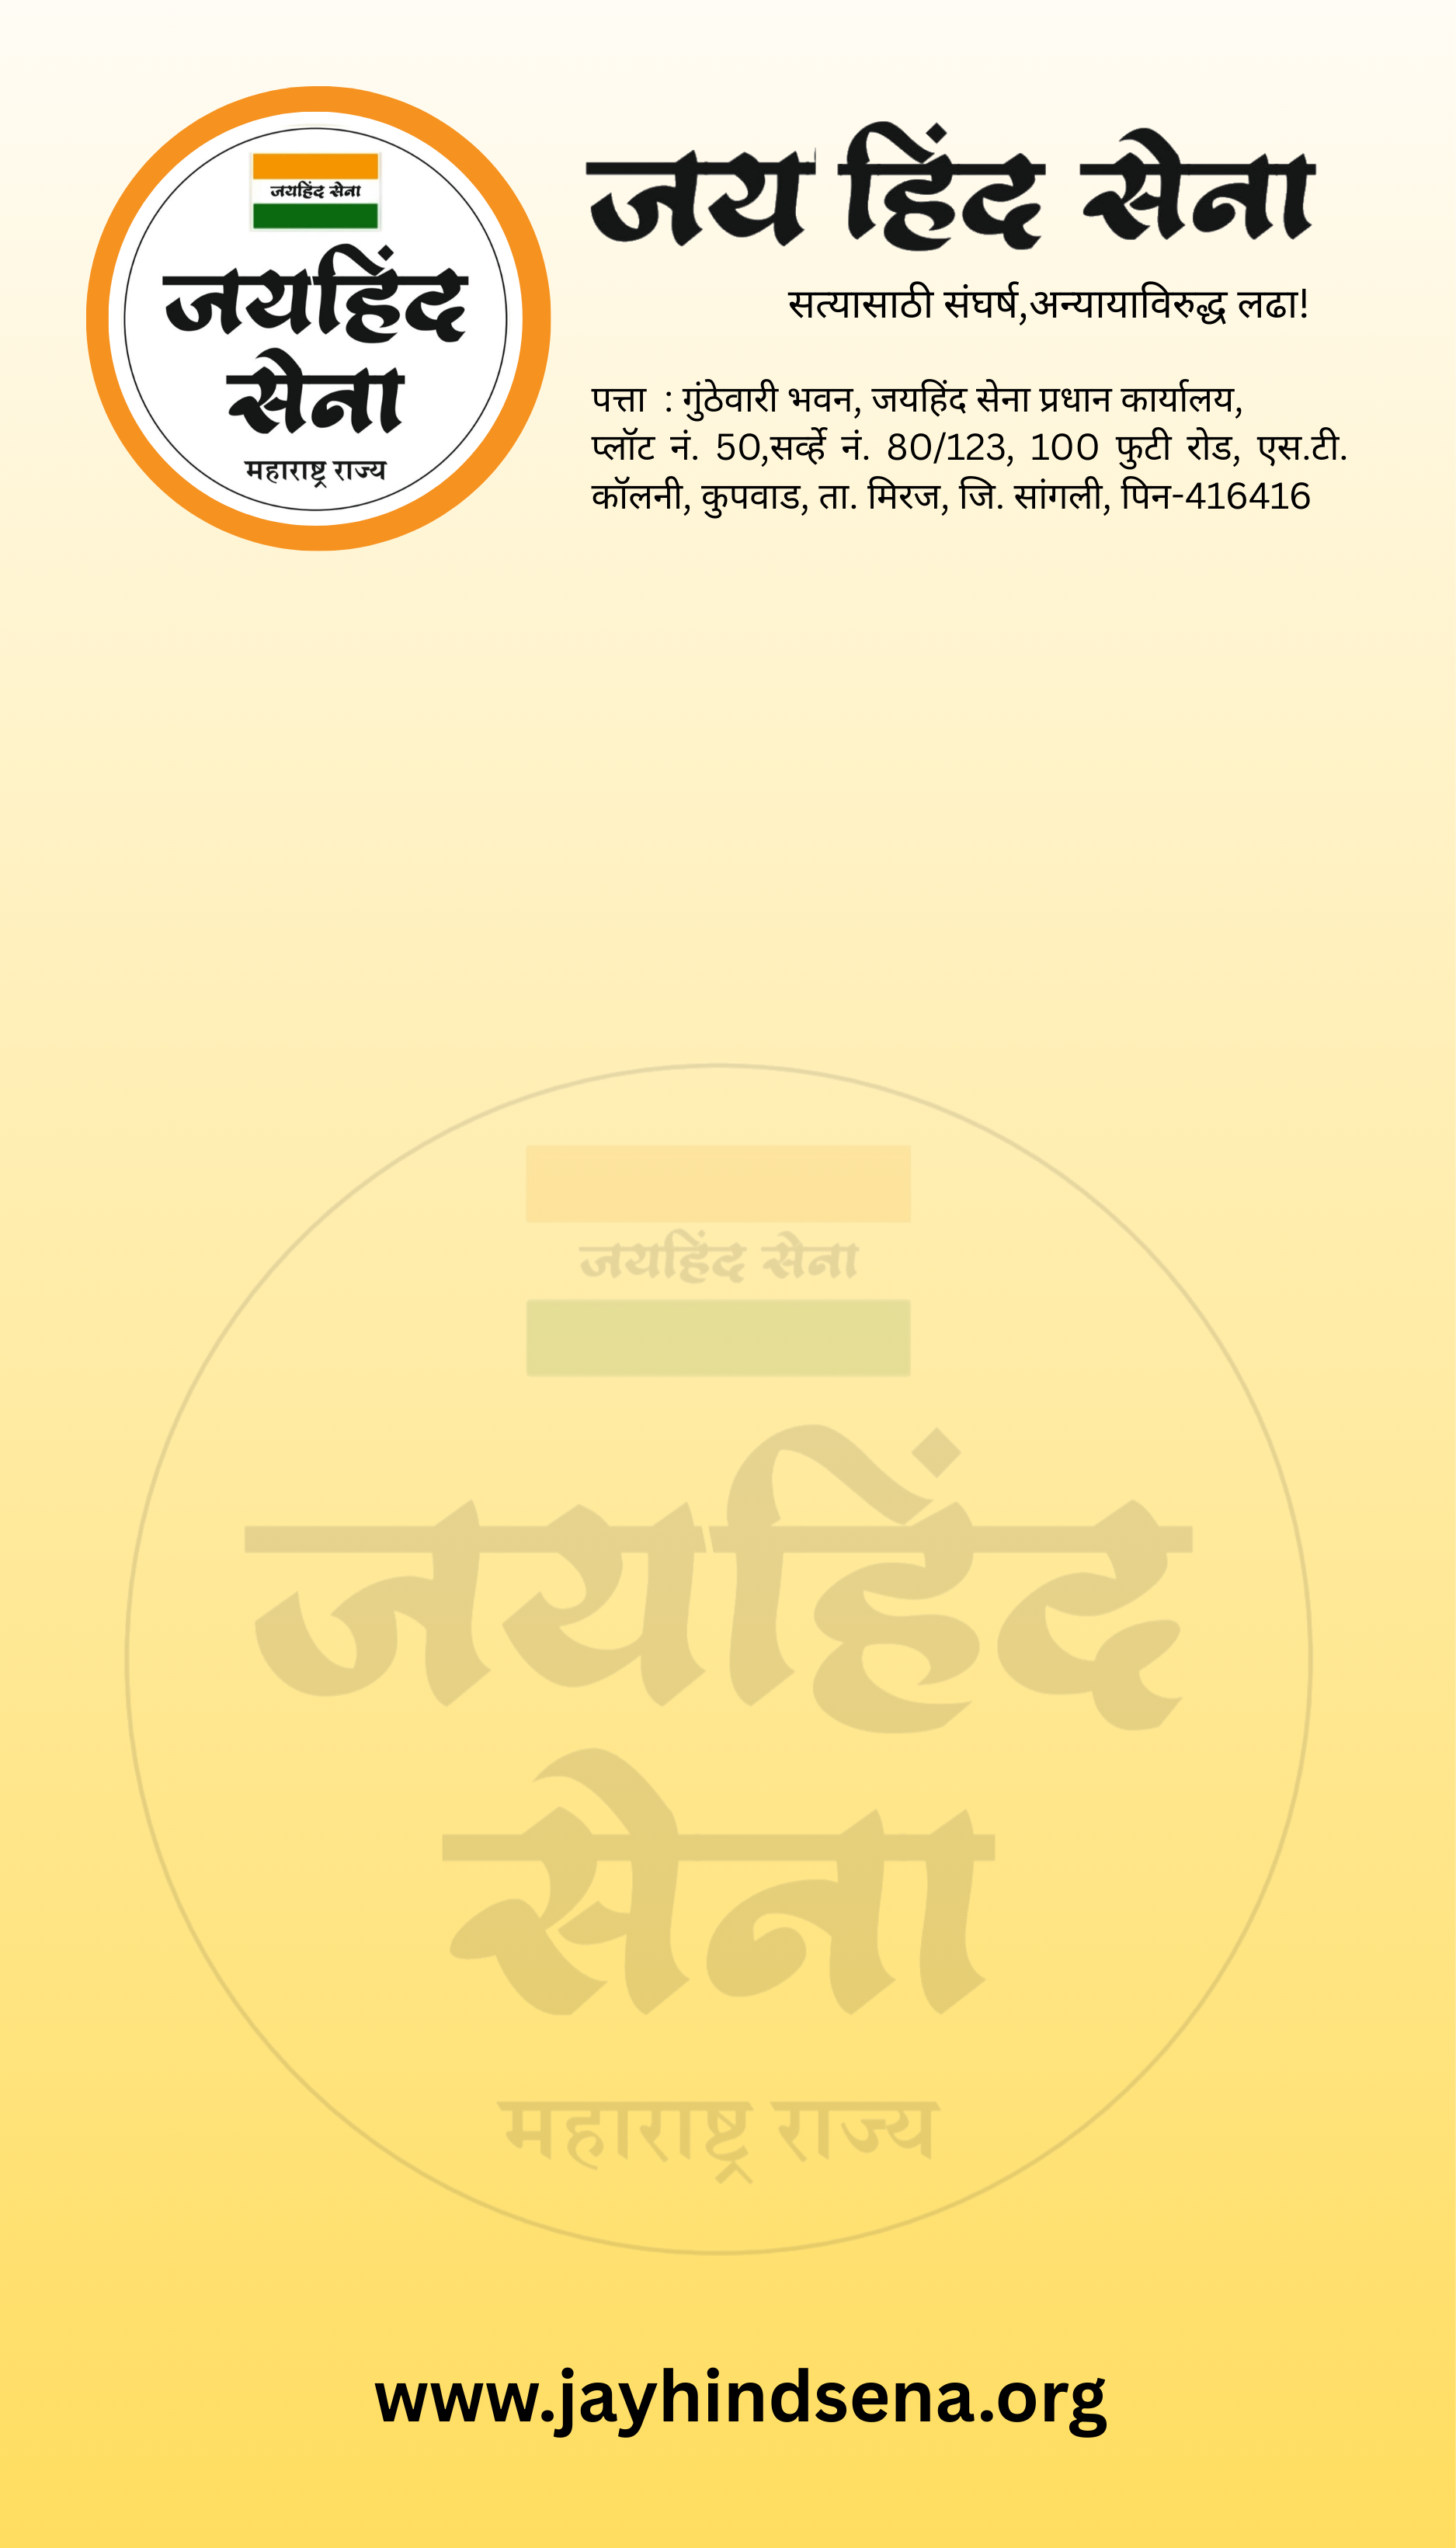 जयहिंद सेना
जयहिंद
सेना
महाराष्ट्र राज्य
जय हिंद सेना
सत्यासाठी संघर्ष,अन्यायाविरुद्ध लढा!
पत्ता : गुंठेवारी भवन, जयहिंद सेना प्रधान कार्यालय,
प्लॉट नं. 50,सर्व्हे नं. 80/123, 100 फुटी रोड, एस.टी.
कॉलनी, कुपवाड, ता. मिरज, जि. सांगली, पिन-416416
जयहिंद सेना
जयहिंद
सेना
महाराष्ट्र राज्य
www.jayhindsena.org